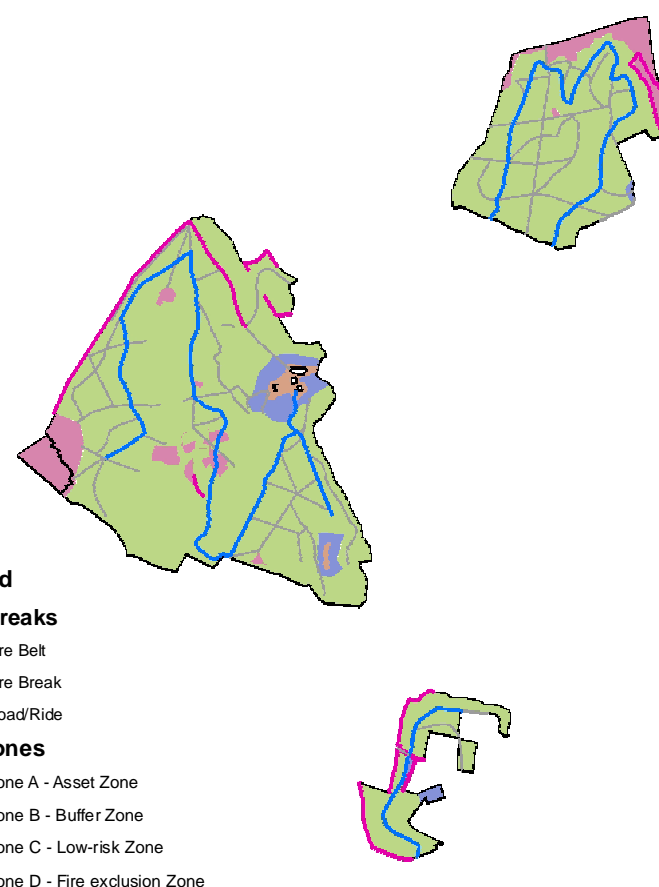 d
reaks
re Belt
re Break
oad/Ride
ones
one A - Asset Zone
one B - Buffer Zone
one C - Low-risk Zone
one D - Fire exclusion Zone